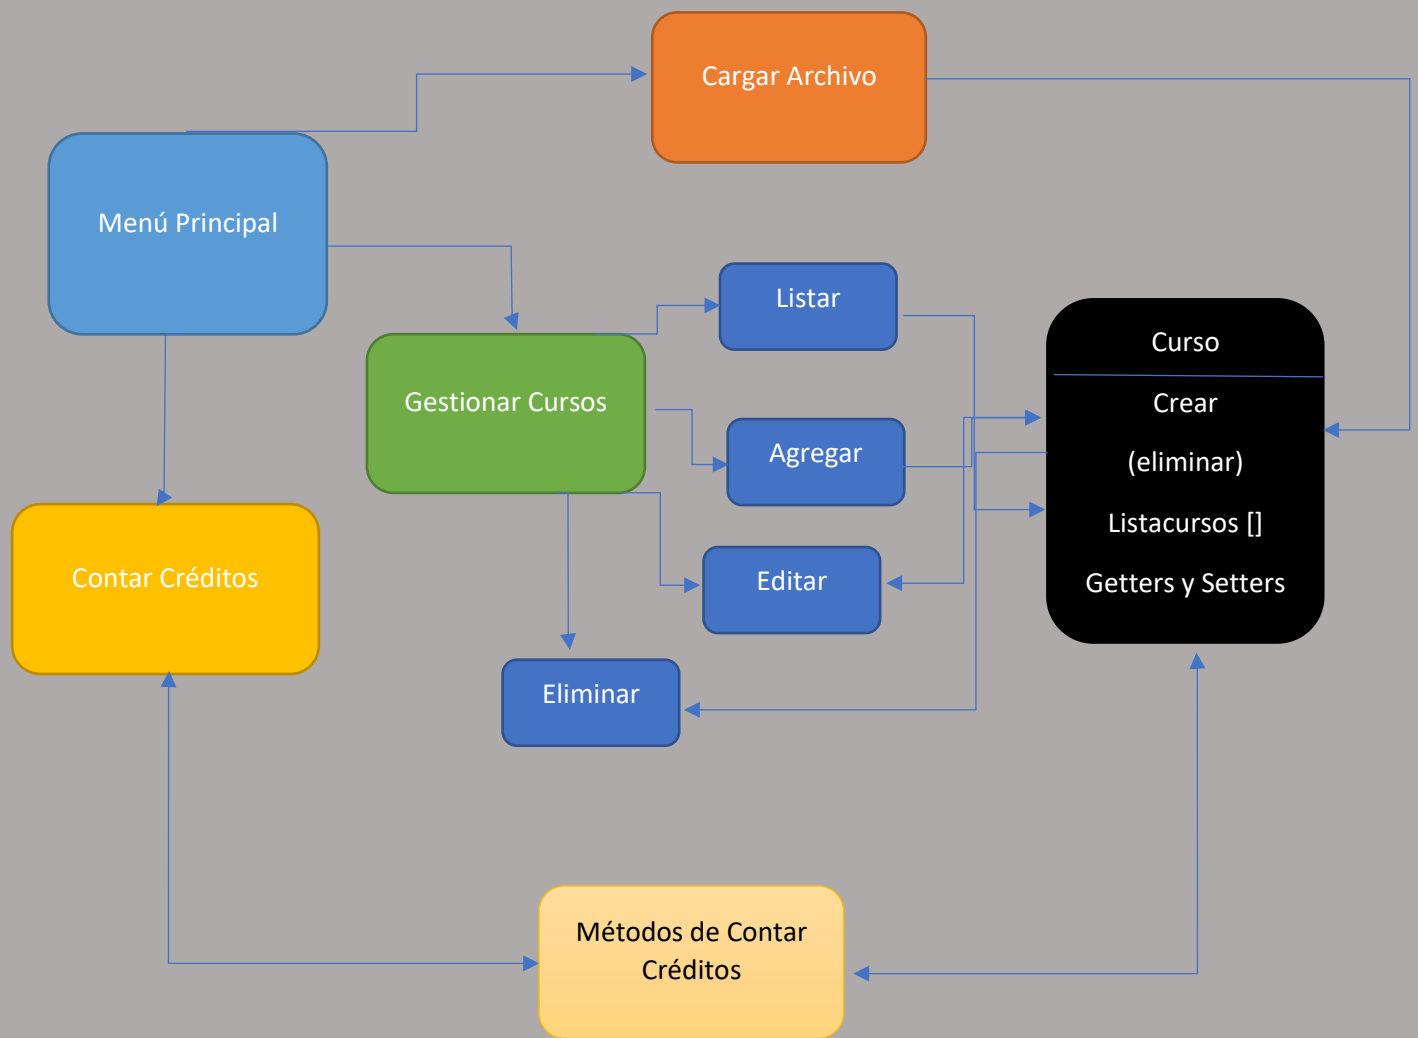 Cargar Archivo
Menú Principal
Listar
Curso
Gestionar Cursos
Crear
Agregar
(eliminar)
Listacursos []
Contar Créditos
Editar
Getters y Setters
Eliminar
Métodos de Contar
Créditos